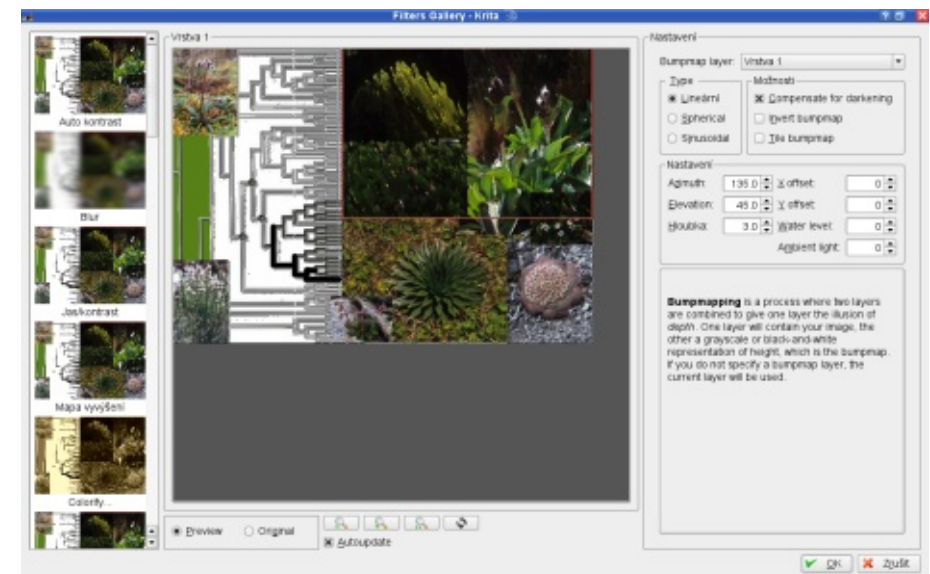 Filters Gallery - Krita
Auto kontrast
Blur
Jas/kontrast
Mapa vyvýšení
Colorify...
Vrstva 1
Preview
Original
Autoupdate
Nastavení
Bumpmap layer: Vrstva 1
Type
Lineární
Spherical
Sinusoidal
Možnosti
Compensate for darkening
Invert bumpmap
Tile bumpmap
Nastavení
Azimuth: 135.0 X offset: 0
Elevation: 45.0 Y offset: 0
Hloubka: 3.0 Water level: 0
Ambient light: 0
Bumpmapping is a process where two layers
are combined to give one layer the illusion of
depth. One layer will contain your image, the
other a grayscale or black-and-white
representation of height, which is the bumpmap.
If you do not specify a bumpmap layer, the
current layer will be used.
OK Zrušit